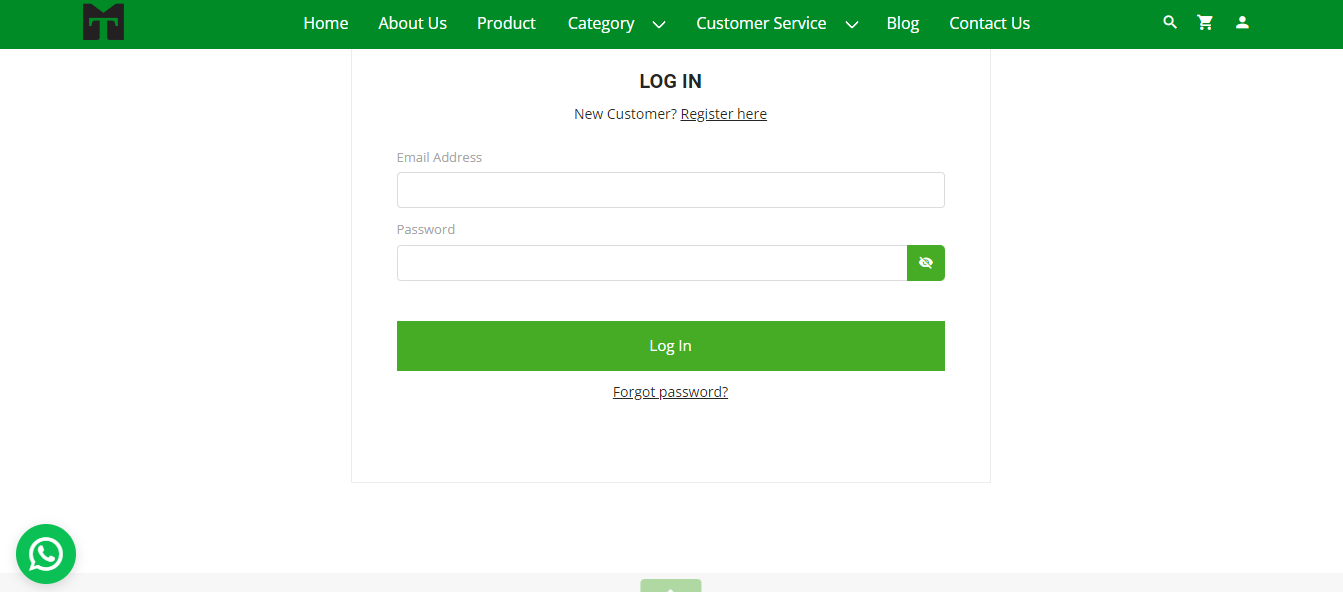 Home About Us Product Category Customer Service Blog Contact Us
LOG IN
New Customer? Register here
Email Address
Password
Log In
Forgot password?